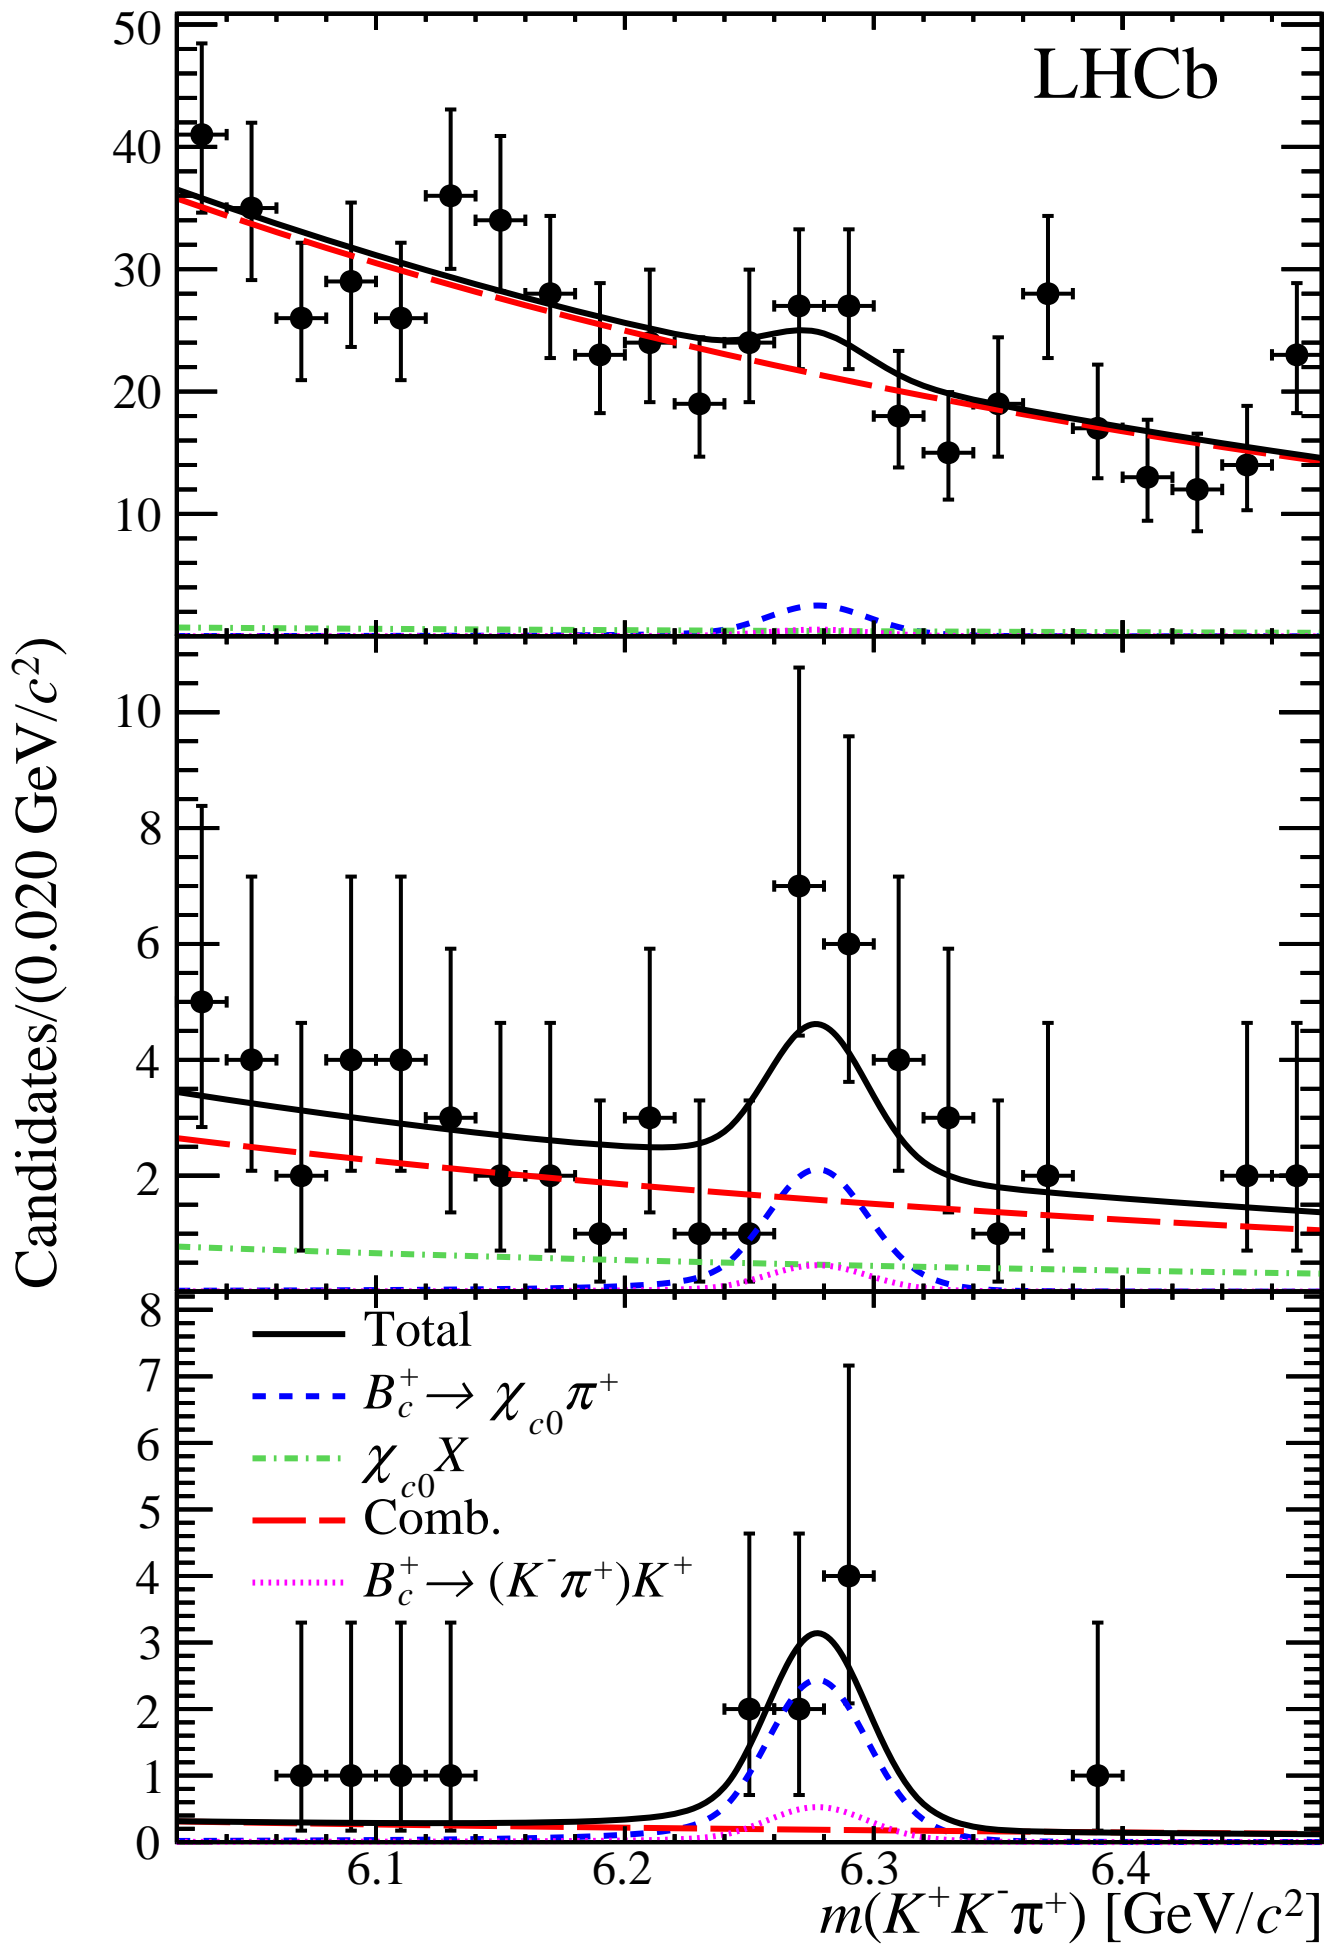 LHCb
50
40
30
20
10
Candidates/(0.020 GeV/c²)
10
8
6
4
2
8
7
6
5
4
3
2
1
0
Total
B_c^+ → χ_c0 π⁺
χ_c0 X
Comb.
B_c^+ → (K⁻π⁺)K⁺
6.1 6.2 6.3 6.4
m(K⁺K⁻π⁺) [GeV/c²]